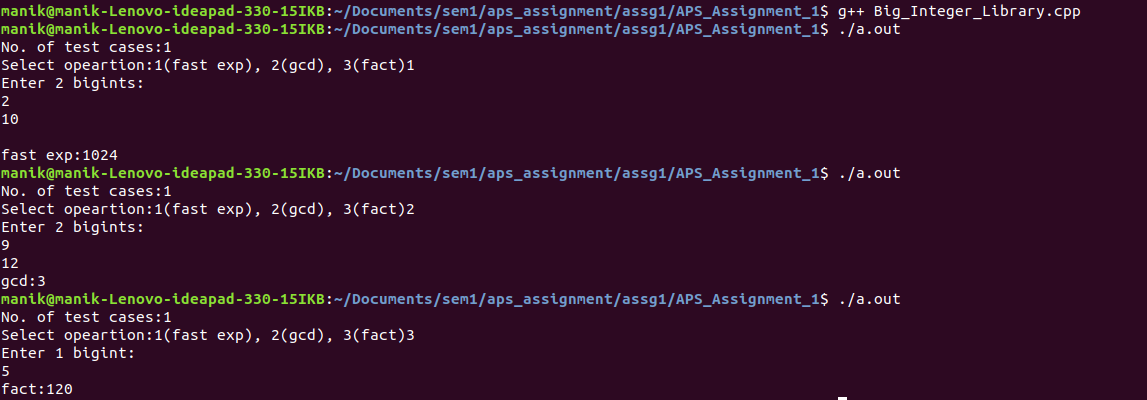 manik@manik-Lenovo-ideapad-330-15IKB:~/Documents/sem1/aps_assignment/assg1/APS_Assignment_1$ g++ Big_Integer_Library.cpp
manik@manik-Lenovo-ideapad-330-15IKB:~/Documents/sem1/aps_assignment/assg1/APS_Assignment_1$ ./a.out
No. of test cases:1
Select opeartion:1(fast exp), 2(gcd), 3(fact)1
Enter 2 bigints:
2
10
fast exp:1024
manik@manik-Lenovo-ideapad-330-15IKB:~/Documents/sem1/aps_assignment/assg1/APS_Assignment_1$ ./a.out
No. of test cases:1
Select opeartion:1(fast exp), 2(gcd), 3(fact)2
Enter 2 bigints:
9
12
gcd:3
manik@manik-Lenovo-ideapad-330-15IKB:~/Documents/sem1/aps_assignment/assg1/APS_Assignment_1$ ./a.out
No. of test cases:1
Select opeartion:1(fast exp), 2(gcd), 3(fact)3
Enter 1 bigint:
5
fact:120